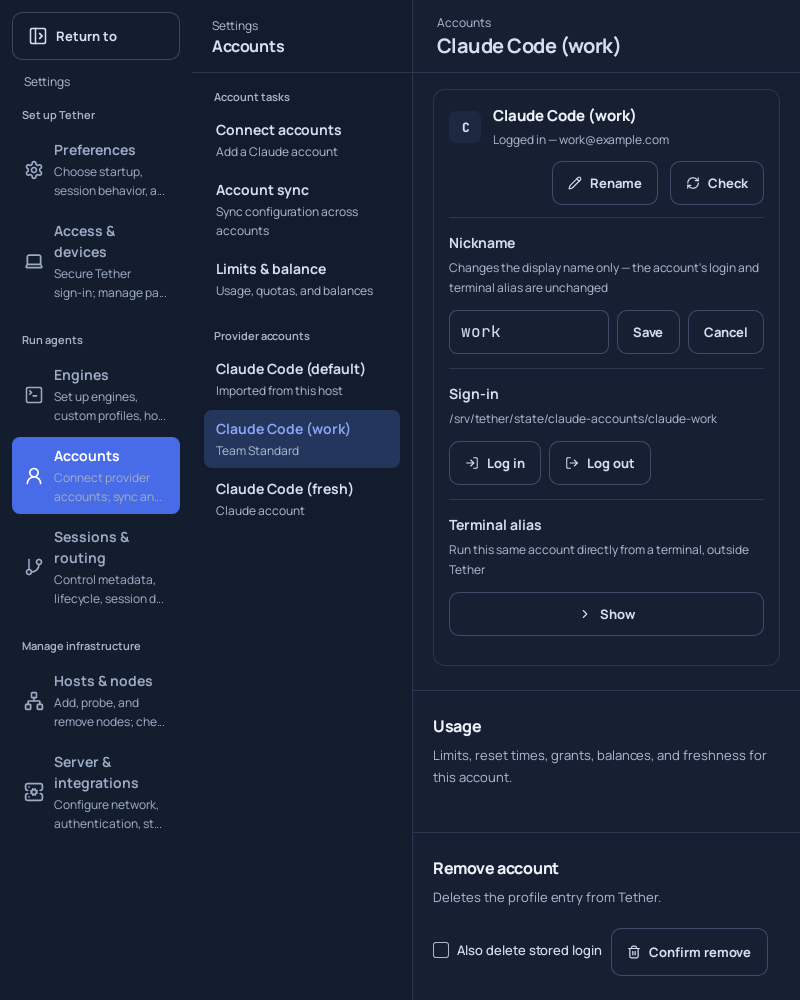 Return to
Settings
Set up Tether
Preferences
Choose startup,
session behavior, a...
Access &
devices
Secure Tether
sign-in; manage pa...
Run agents
Engines
Set up engines,
custom profiles, ho...
Accounts
Connect provider
accounts; sync an...
Sessions &
routing
Control metadata,
lifecycle, session d...
Manage infrastructure
Hosts & nodes
Add, probe, and
remove nodes; che...
Server &
integrations
Configure network,
authentication, st...
Settings
Accounts
Account tasks
Connect accounts
Add a Claude account
Account sync
Sync configuration across
accounts
Limits & balance
Usage, quotas, and balances
Provider accounts
Claude Code (default)
Imported from this host
Claude Code (work)
Team Standard
Claude Code (fresh)
Claude account
Accounts
Claude Code (work)
C
Claude Code (work)
Logged in — work@example.com
Rename
Check
Nickname
Changes the display name only — the account's login and
terminal alias are unchanged
work
Save
Cancel
Sign-in
/srv/tether/state/claude-accounts/claude-work
Log in
Log out
Terminal alias
Run this same account directly from a terminal, outside
Tether
Show
Usage
Limits, reset times, grants, balances, and freshness for
this account.
Remove account
Deletes the profile entry from Tether.
Also delete stored login
Confirm remove